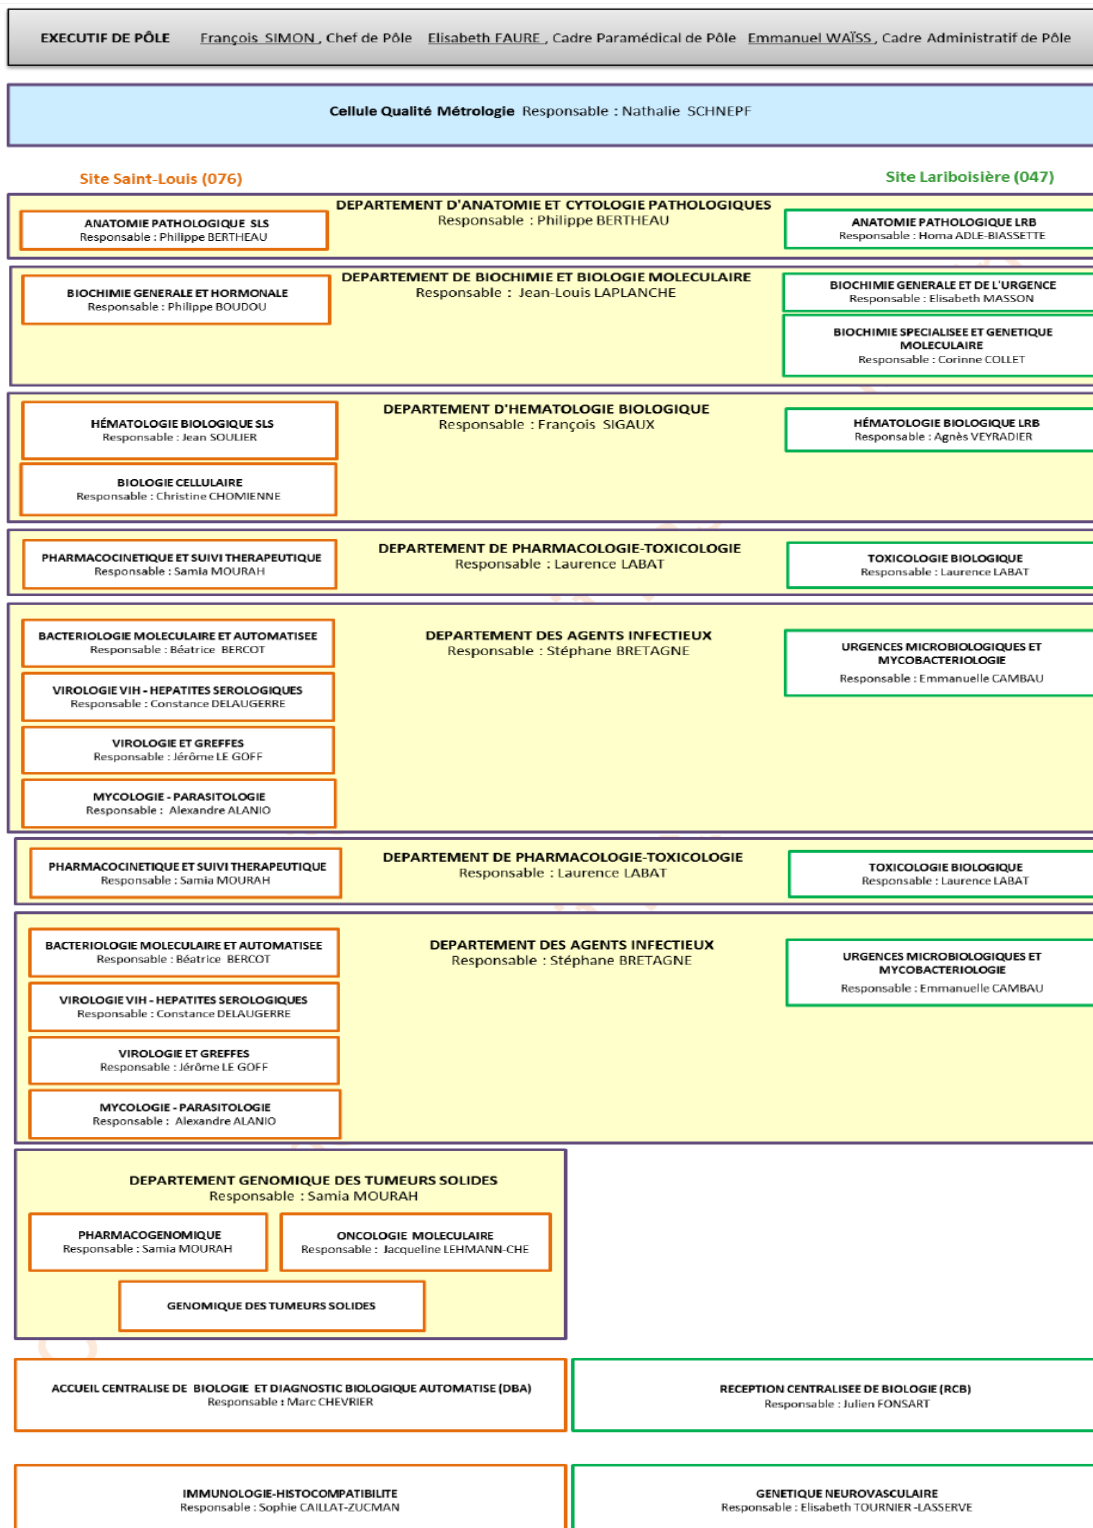 EXECUTIF DE PÔLE François SIMON , Chef de Pôle Elisabeth FAURE , Cadre Paramédical de Pôle Emmanuel WAÏSS , Cadre Administratif de Pôle
Cellule Qualité Métrologie Responsable : Nathalie SCHNEPF
Site Saint-Louis (076)
Site Lariboisière (047)
DEPARTEMENT D'ANATOMIE ET CYTOLOGIE PATHOLOGIQUES
Responsable : Philippe BERTHEAU
ANATOMIE PATHOLOGIQUE SLS
Responsable : Philippe BERTHEAU
ANATOMIE PATHOLOGIQUE LRB
Responsable : Homa ADLE-BIASSETTE
DEPARTEMENT DE BIOCHIMIE ET BIOLOGIE MOLECULAIRE
Responsable : Jean-Louis LAPLANCHE
BIOCHIMIE GENERALE ET HORMONALE
Responsable : Philippe BOUDOU
BIOCHIMIE GENERALE ET DE L'URGENCE
Responsable : Elisabeth MASSON
BIOCHIMIE SPECIALISEE ET GENETIQUE
MOLECULAIRE
Responsable : Corinne COLLET
DEPARTEMENT D'HEMATOLOGIE BIOLOGIQUE
Responsable : François SIGAUX
HÉMATOLOGIE BIOLOGIQUE SLS
Responsable : Jean SOULIER
HÉMATOLOGIE BIOLOGIQUE LRB
Responsable : Agnès VEYRADIER
BIOLOGIE CELLULAIRE
Responsable : Christine CHOMIENNE
DEPARTEMENT DE PHARMACOLOGIE-TOXICOLOGIE
Responsable : Laurence LABAT
PHARMACOCINETIQUE ET SUIVI THERAPEUTIQUE
Responsable : Samia MOURAH
TOXICOLOGIE BIOLOGIQUE
Responsable : Laurence LABAT
DEPARTEMENT DES AGENTS INFECTIEUX
Responsable : Stéphane BRETAGNE
BACTERIOLOGIE MOLECULAIRE ET AUTOMATISEE
Responsable : Béatrice BERCOT
URGENCES MICROBIOLOGIQUES ET
MYCOBACTERIOLOGIE
Responsable : Emmanuelle CAMBAU
VIROLOGIE VIH - HEPATITES SEROLOGIQUES
Responsable : Constance DELAUGERRE
VIROLOGIE ET GREFFES
Responsable : Jérôme LE GOFF
MYCOLOGIE - PARASITOLOGIE
Responsable : Alexandre ALANIO
DEPARTEMENT DE PHARMACOLOGIE-TOXICOLOGIE
Responsable : Laurence LABAT
PHARMACOCINETIQUE ET SUIVI THERAPEUTIQUE
Responsable : Samia MOURAH
TOXICOLOGIE BIOLOGIQUE
Responsable : Laurence LABAT
DEPARTEMENT DES AGENTS INFECTIEUX
Responsable : Stéphane BRETAGNE
BACTERIOLOGIE MOLECULAIRE ET AUTOMATISEE
Responsable : Béatrice BERCOT
URGENCES MICROBIOLOGIQUES ET
MYCOBACTERIOLOGIE
Responsable : Emmanuelle CAMBAU
VIROLOGIE VIH - HEPATITES SEROLOGIQUES
Responsable : Constance DELAUGERRE
VIROLOGIE ET GREFFES
Responsable : Jérôme LE GOFF
MYCOLOGIE - PARASITOLOGIE
Responsable : Alexandre ALANIO
DEPARTEMENT GENOMIQUE DES TUMEURS SOLIDES
Responsable : Samia MOURAH
PHARMACOGENOMIQUE
Responsable : Samia MOURAH
ONCOLOGIE MOLECULAIRE
Responsable : Jacqueline LEHMANN-CHE
GENOMIQUE DES TUMEURS SOLIDES
ACCUEIL CENTRALISE DE BIOLOGIE ET DIAGNOSTIC BIOLOGIQUE AUTOMATISE (DBA)
Responsable : Marc CHEVRIER
RECEPTION CENTRALISEE DE BIOLOGIE (RCB)
Responsable : Julien FONSART
IMMUNOLOGIE-HISTOCOMPATIBILITE
Responsable : Sophie CAILLAT-ZUCMAN
GENETIQUE NEUROVASCULAIRE
Responsable : Elisabeth TOURNIER -LASSERVE